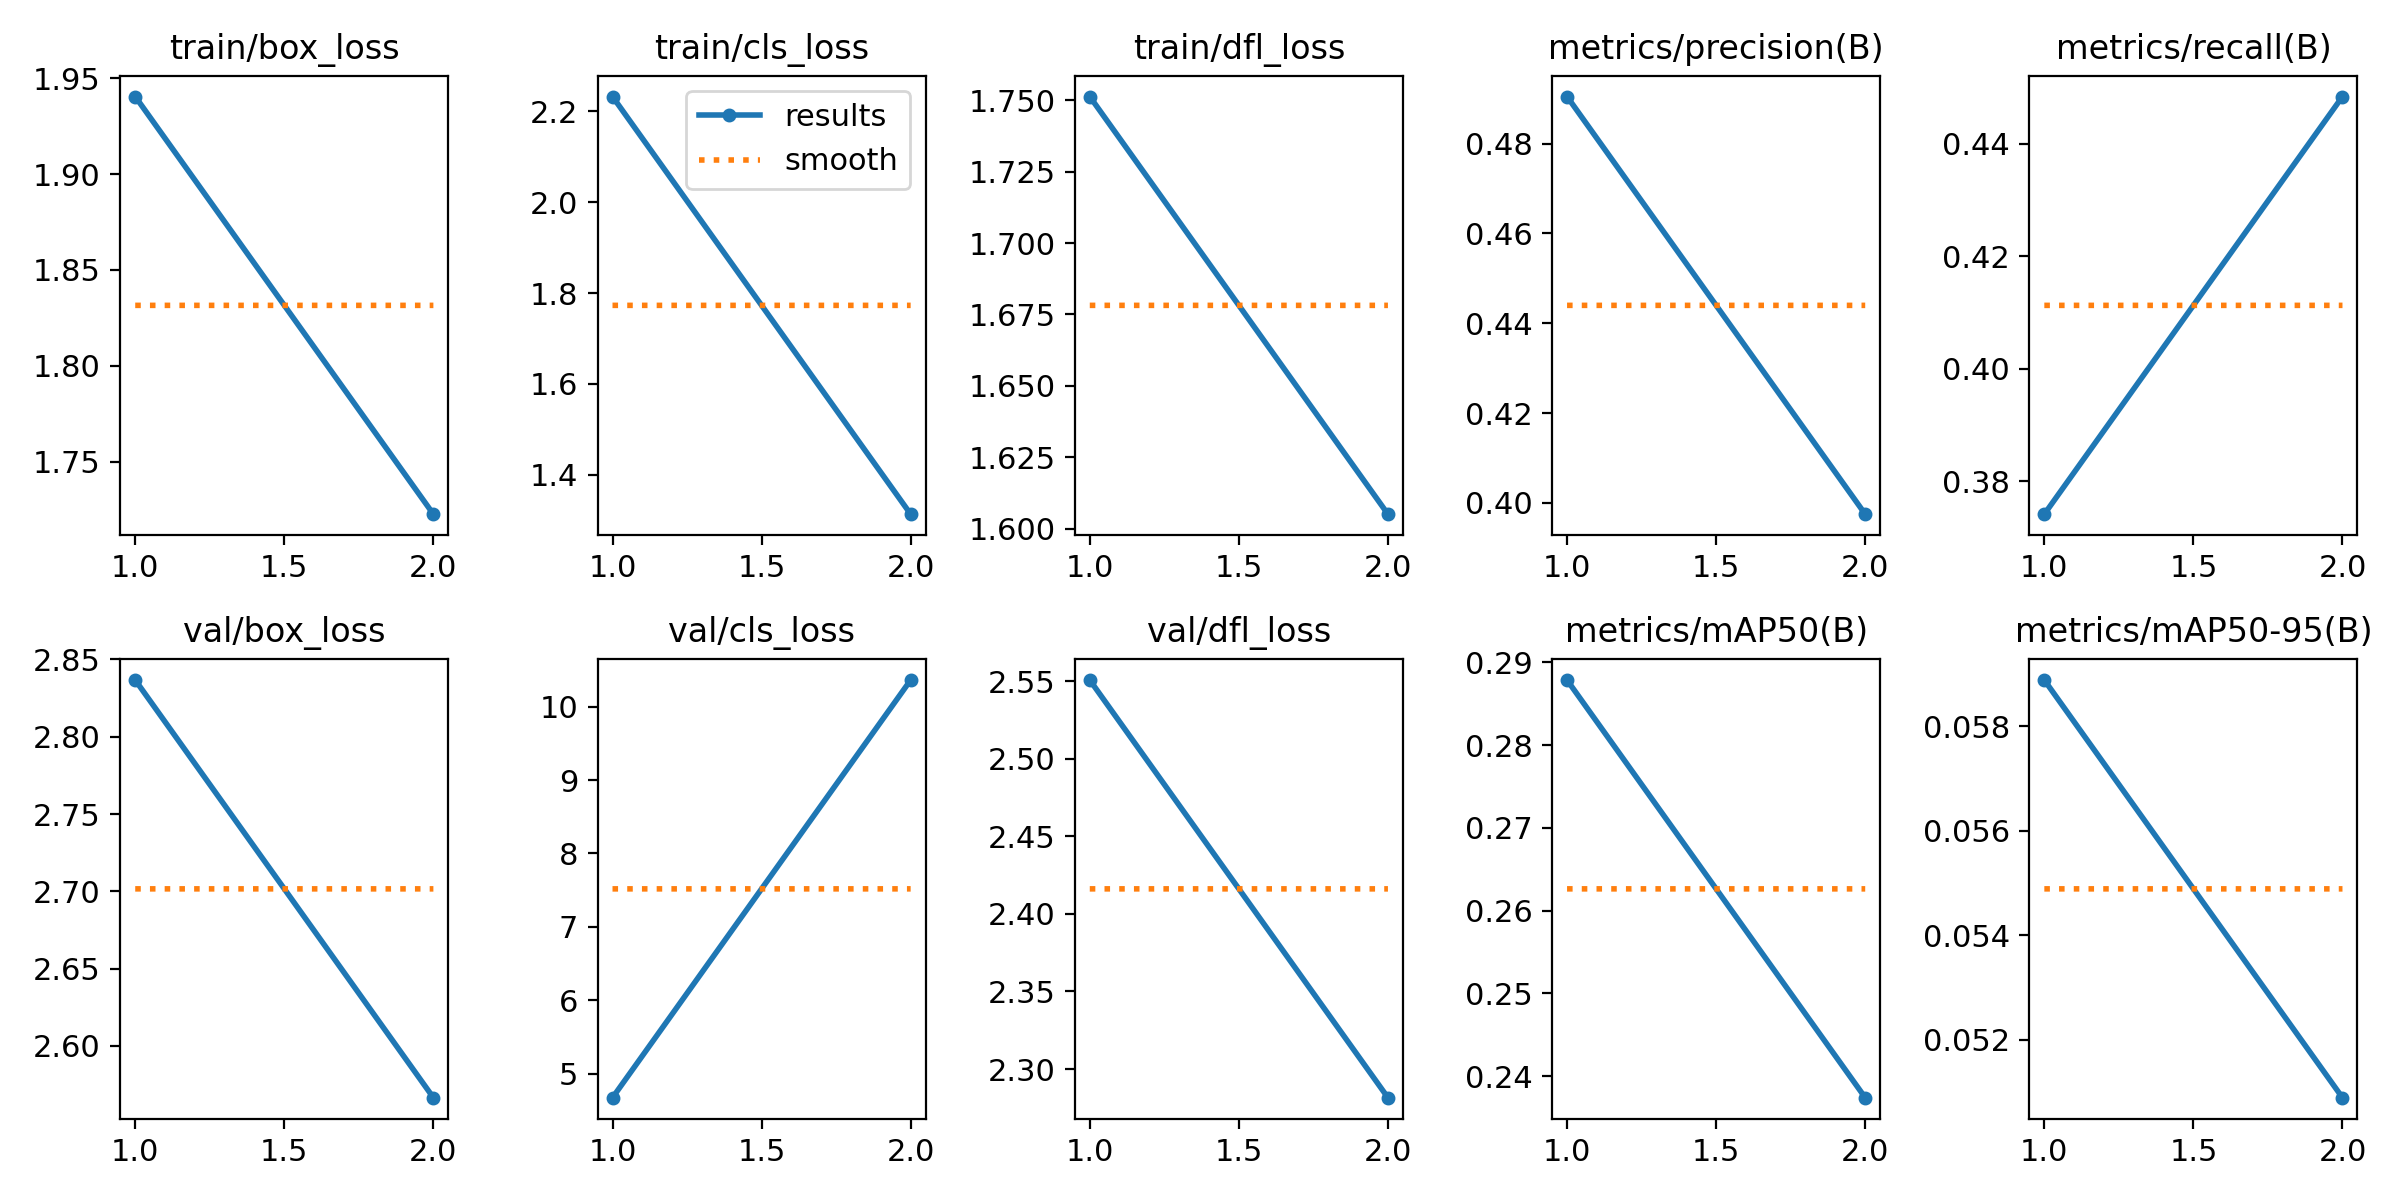 train/box_loss
1.95
1.90
1.85
1.80
1.75
1.0 1.5 2.0
train/cls_loss
results
smooth
2.2
2.0
1.8
1.6
1.4
1.0 1.5 2.0
train/dfl_loss
1.750
1.725
1.700
1.675
1.650
1.625
1.600
1.0 1.5 2.0
metrics/precision(B)
0.48
0.46
0.44
0.42
0.40
1.0 1.5 2.0
metrics/recall(B)
0.44
0.42
0.40
0.38
1.0 1.5 2.0
val/box_loss
2.85
2.80
2.75
2.70
2.65
2.60
1.0 1.5 2.0
val/cls_loss
10
9
8
7
6
5
1.0 1.5 2.0
val/dfl_loss
2.55
2.50
2.45
2.40
2.35
2.30
1.0 1.5 2.0
metrics/mAP50(B)
0.29
0.28
0.27
0.26
0.25
0.24
1.0 1.5 2.0
metrics/mAP50-95(B)
0.058
0.056
0.054
0.052
1.0 1.5 2.0